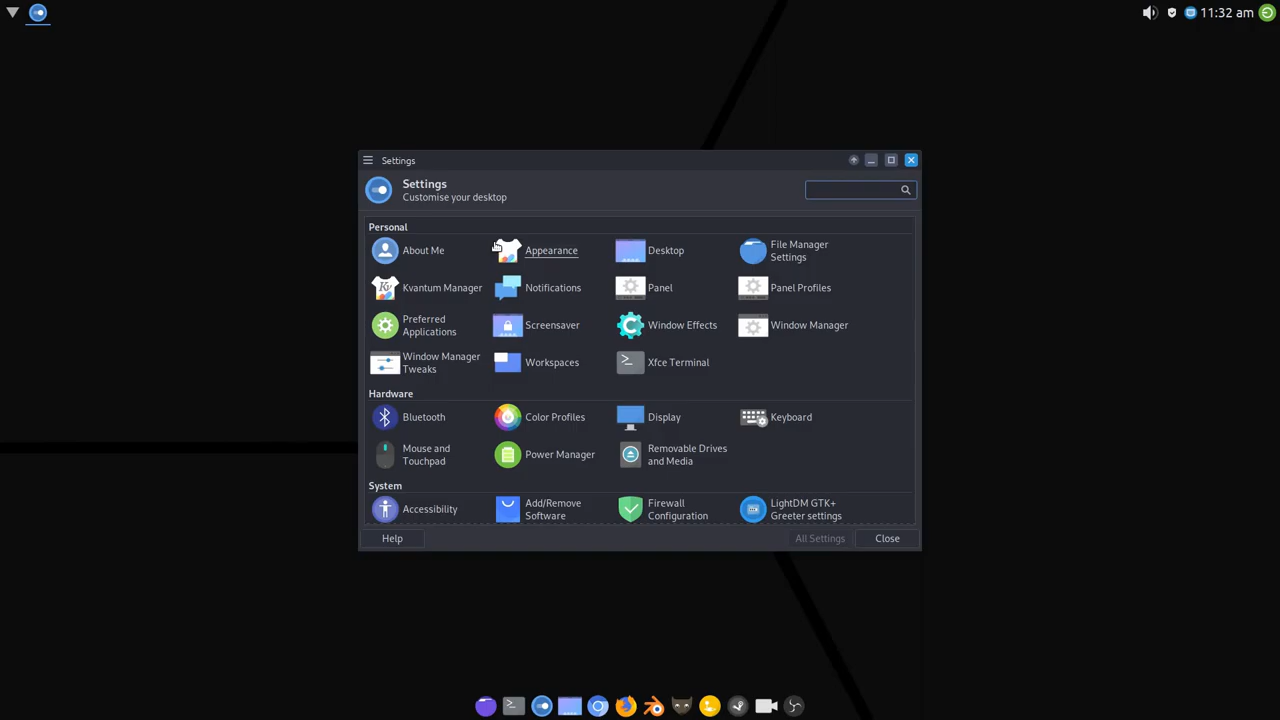 11:32 am
Settings
Settings
Customise your desktop
Personal
About Me
Appearance
Desktop
File Manager
Settings
Kvantum Manager
Notifications
Panel
Panel Profiles
Preferred
Applications
Screensaver
Window Effects
Window Manager
Window Manager
Tweaks
Workspaces
Xfce Terminal
Hardware
Bluetooth
Color Profiles
Display
Keyboard
Mouse and
Touchpad
Power Manager
Removable Drives
and Media
System
Accessibility
Add/Remove
Software
Firewall
Configuration
LightDM GTK+
Greeter settings
Help
All Settings
Close